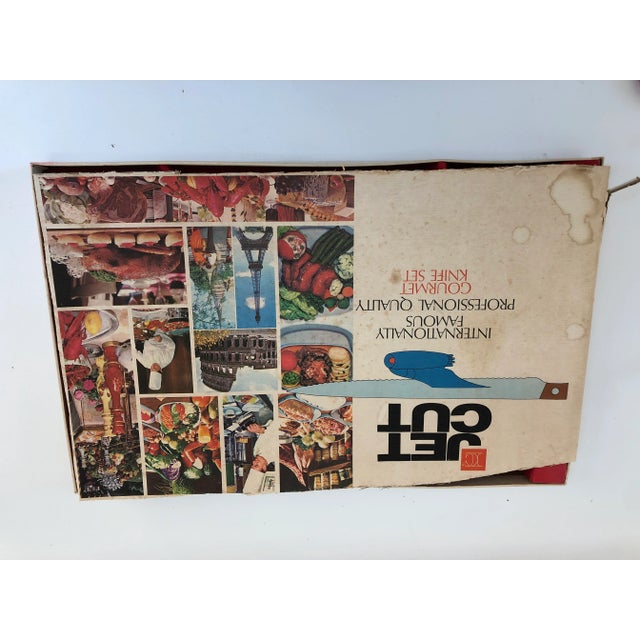 JET
CUT
INTERNATIONALLY
FAMOUS
PROFESSIONAL QUALITY
GOURMET
KNIFE SET